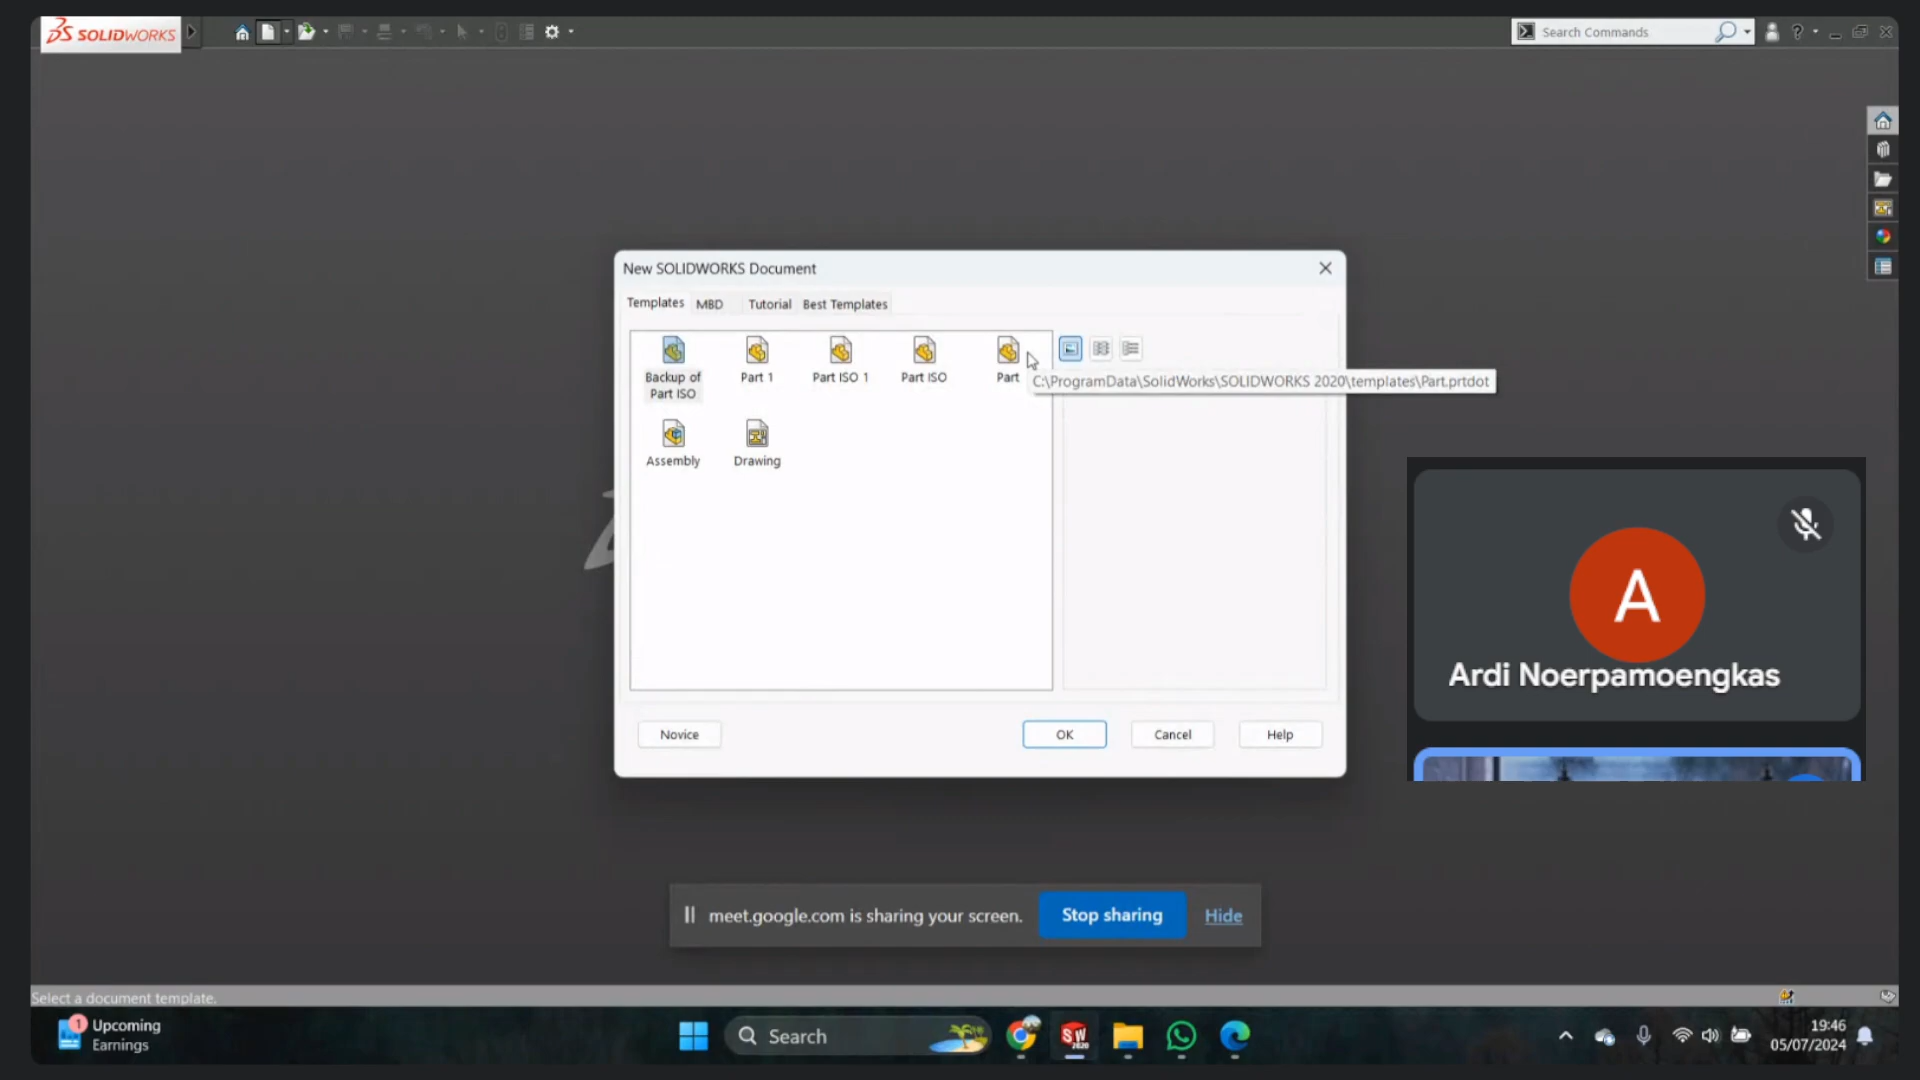 SOLIDWORKS
Search Commands
?
New SOLIDWORKS Document
Templates MBD Tutorial Best Templates
Backup of Part ISO
Part 1
Part ISO 1
Part ISO
Part
C:\ProgramData\SolidWorks\SOLIDWORKS 2020\templates\Part.prtdot
Assembly
Drawing
Novice OK Cancel Help
A
Ardi Noerpamoengkas
meet.google.com is sharing your screen. Stop sharing Hide
Select a document template.
1
Upcoming
Earnings
Search
SW
2020
19:46
05/07/2024